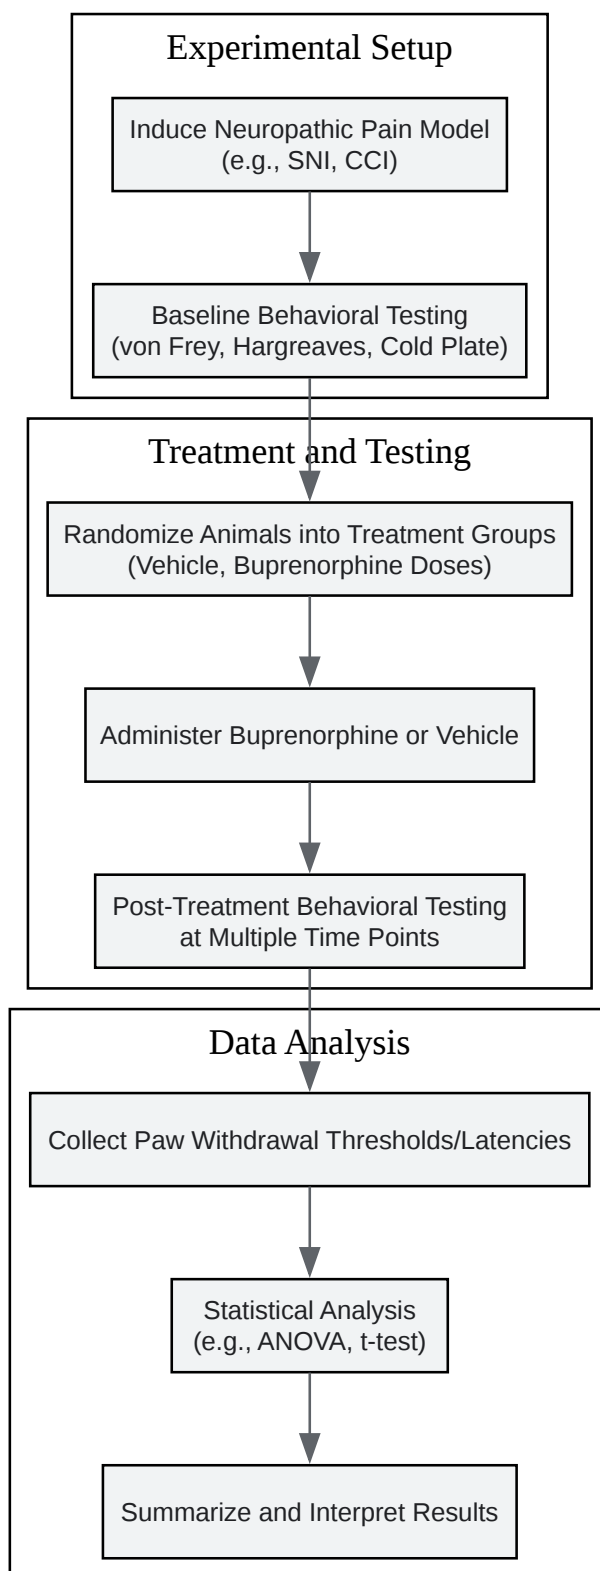 Experimental Setup
Induce Neuropathic Pain Model
(e.g., SNI, CCI)
Baseline Behavioral Testing
(von Frey, Hargreaves, Cold Plate)
Treatment and Testing
Randomize Animals into Treatment Groups
(Vehicle, Buprenorphine Doses)
Administer Buprenorphine or Vehicle
Post-Treatment Behavioral Testing
at Multiple Time Points
Data Analysis
Collect Paw Withdrawal Thresholds/Latencies
Statistical Analysis
(e.g., ANOVA, t-test)
Summarize and Interpret Results